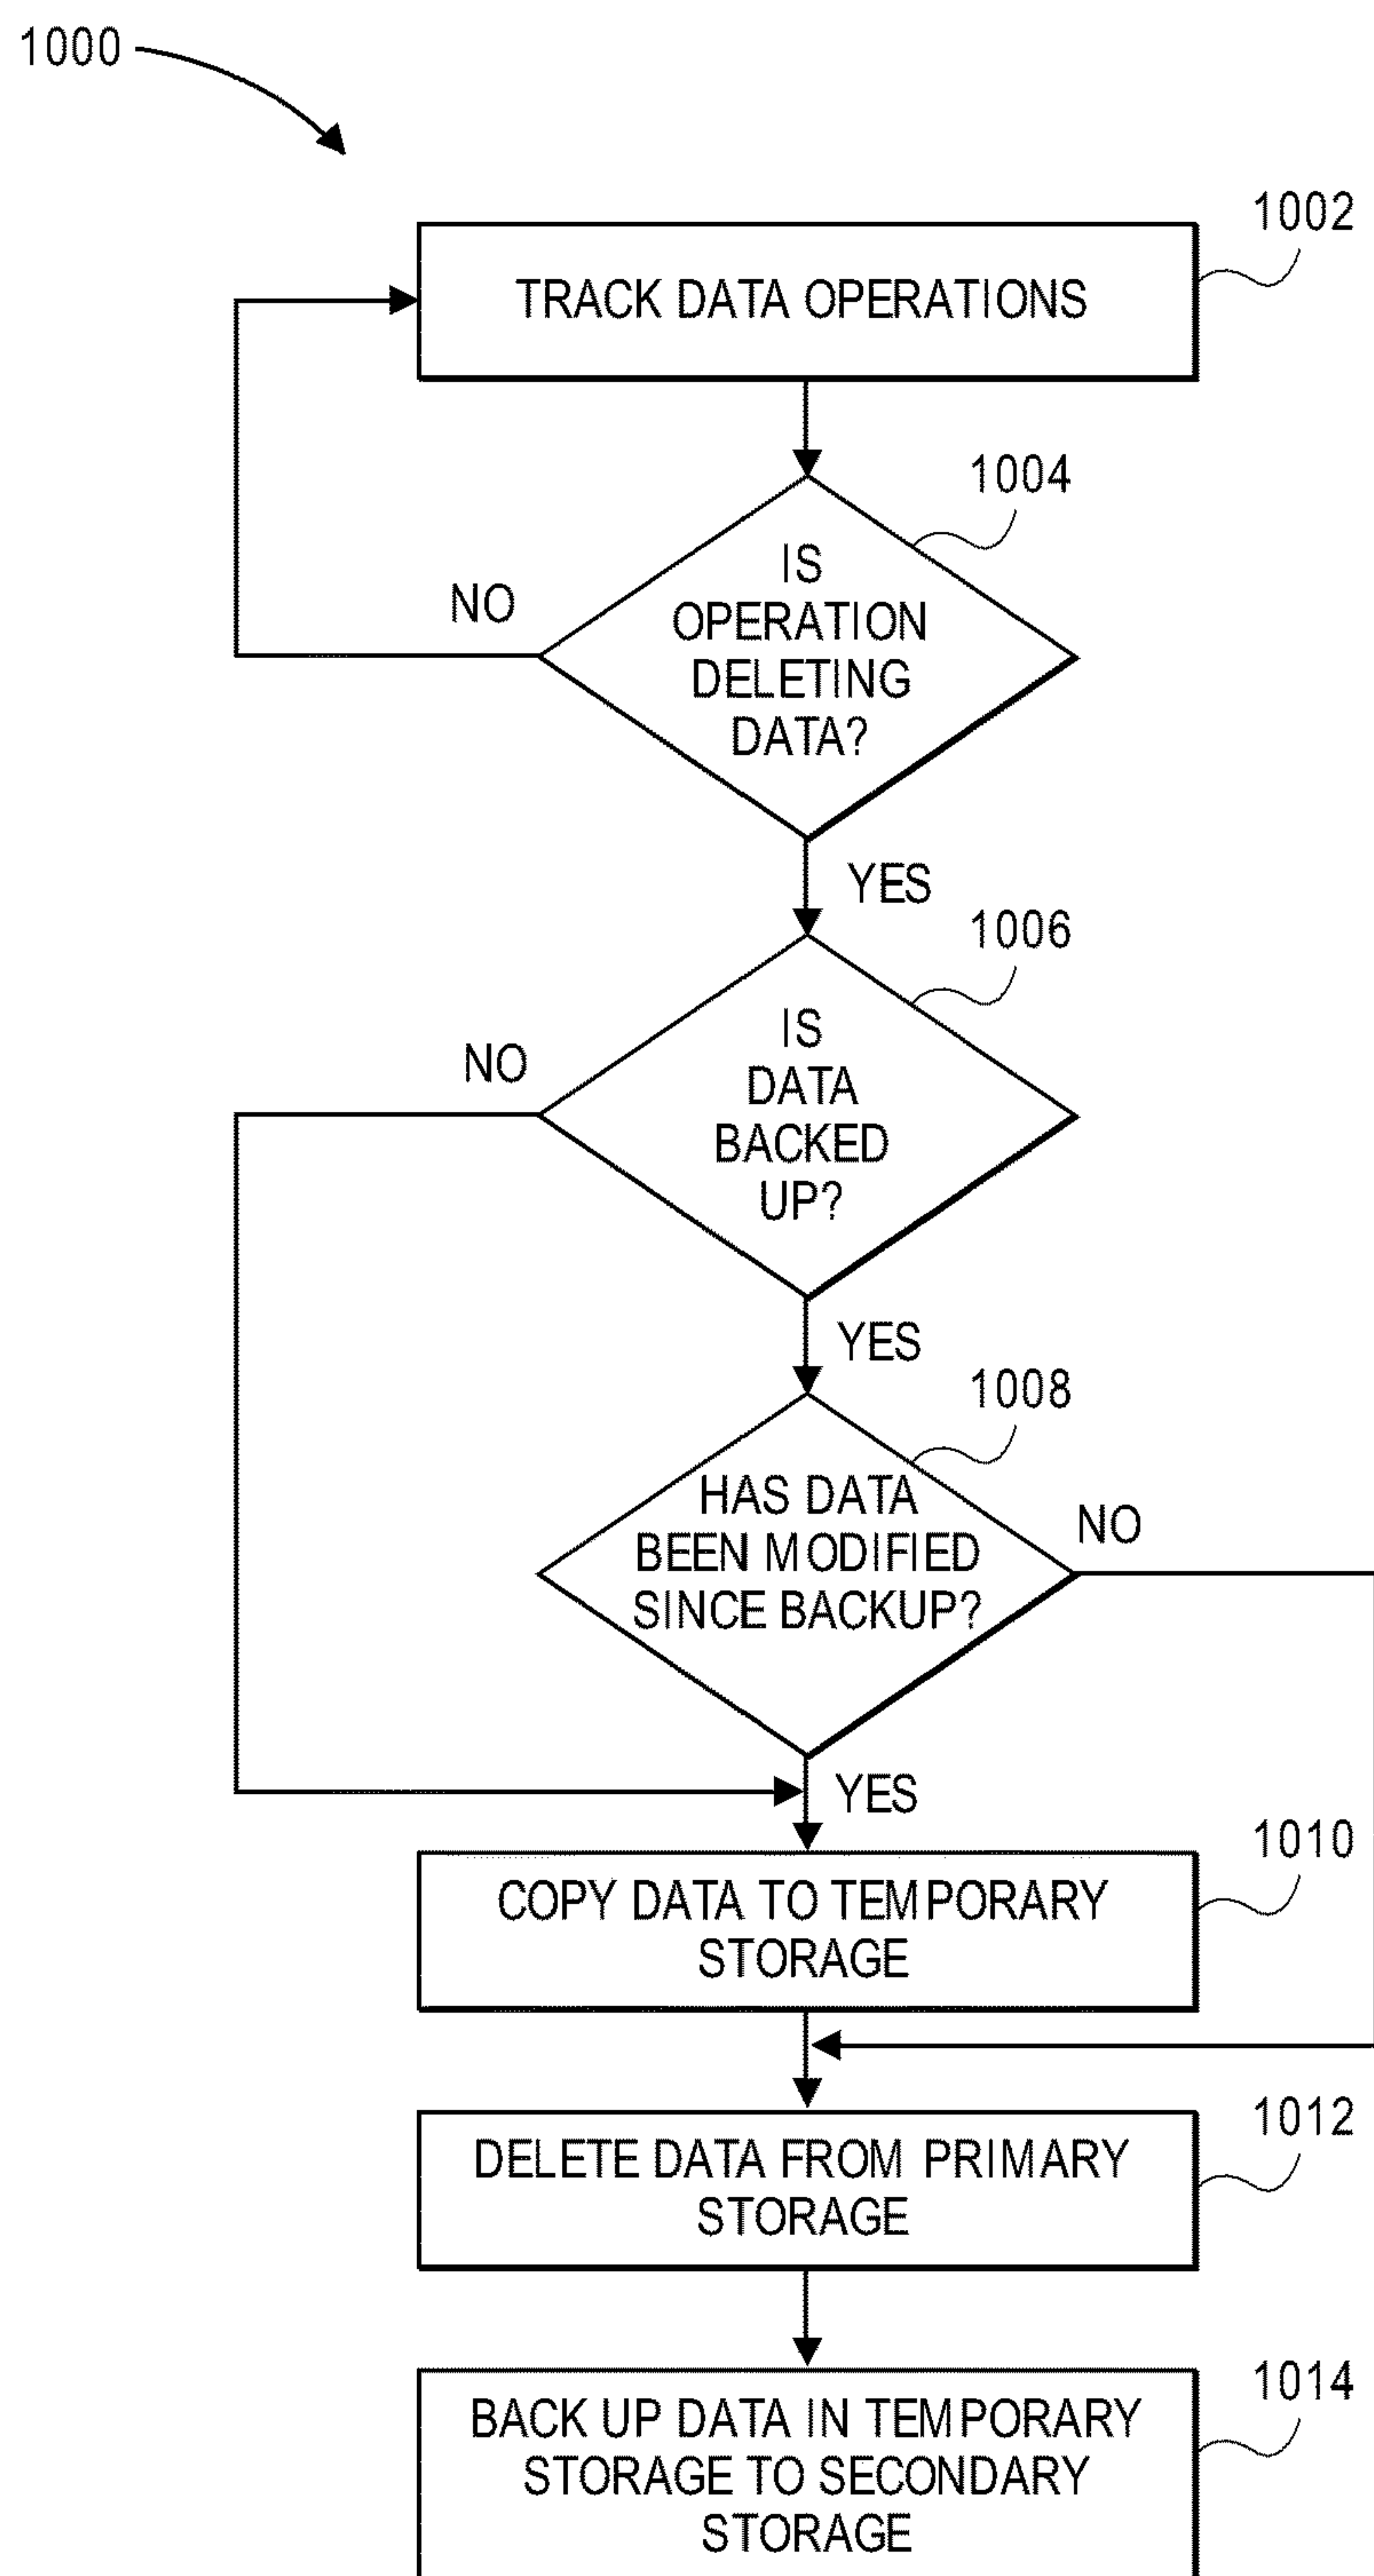 1000
1002
TRACK DATA OPERATIONS
1004
IS
OPERATION
DELETING
DATA?
NO
YES
1006
IS
DATA
BACKED
UP?
NO
YES
1008
HAS DATA
BEEN MODIFIED
SINCE BACKUP?
NO
YES
1010
COPY DATA TO TEMPORARY
STORAGE
1012
DELETE DATA FROM PRIMARY
STORAGE
1014
BACK UP DATA IN TEMPORARY
STORAGE TO SECONDARY
STORAGE